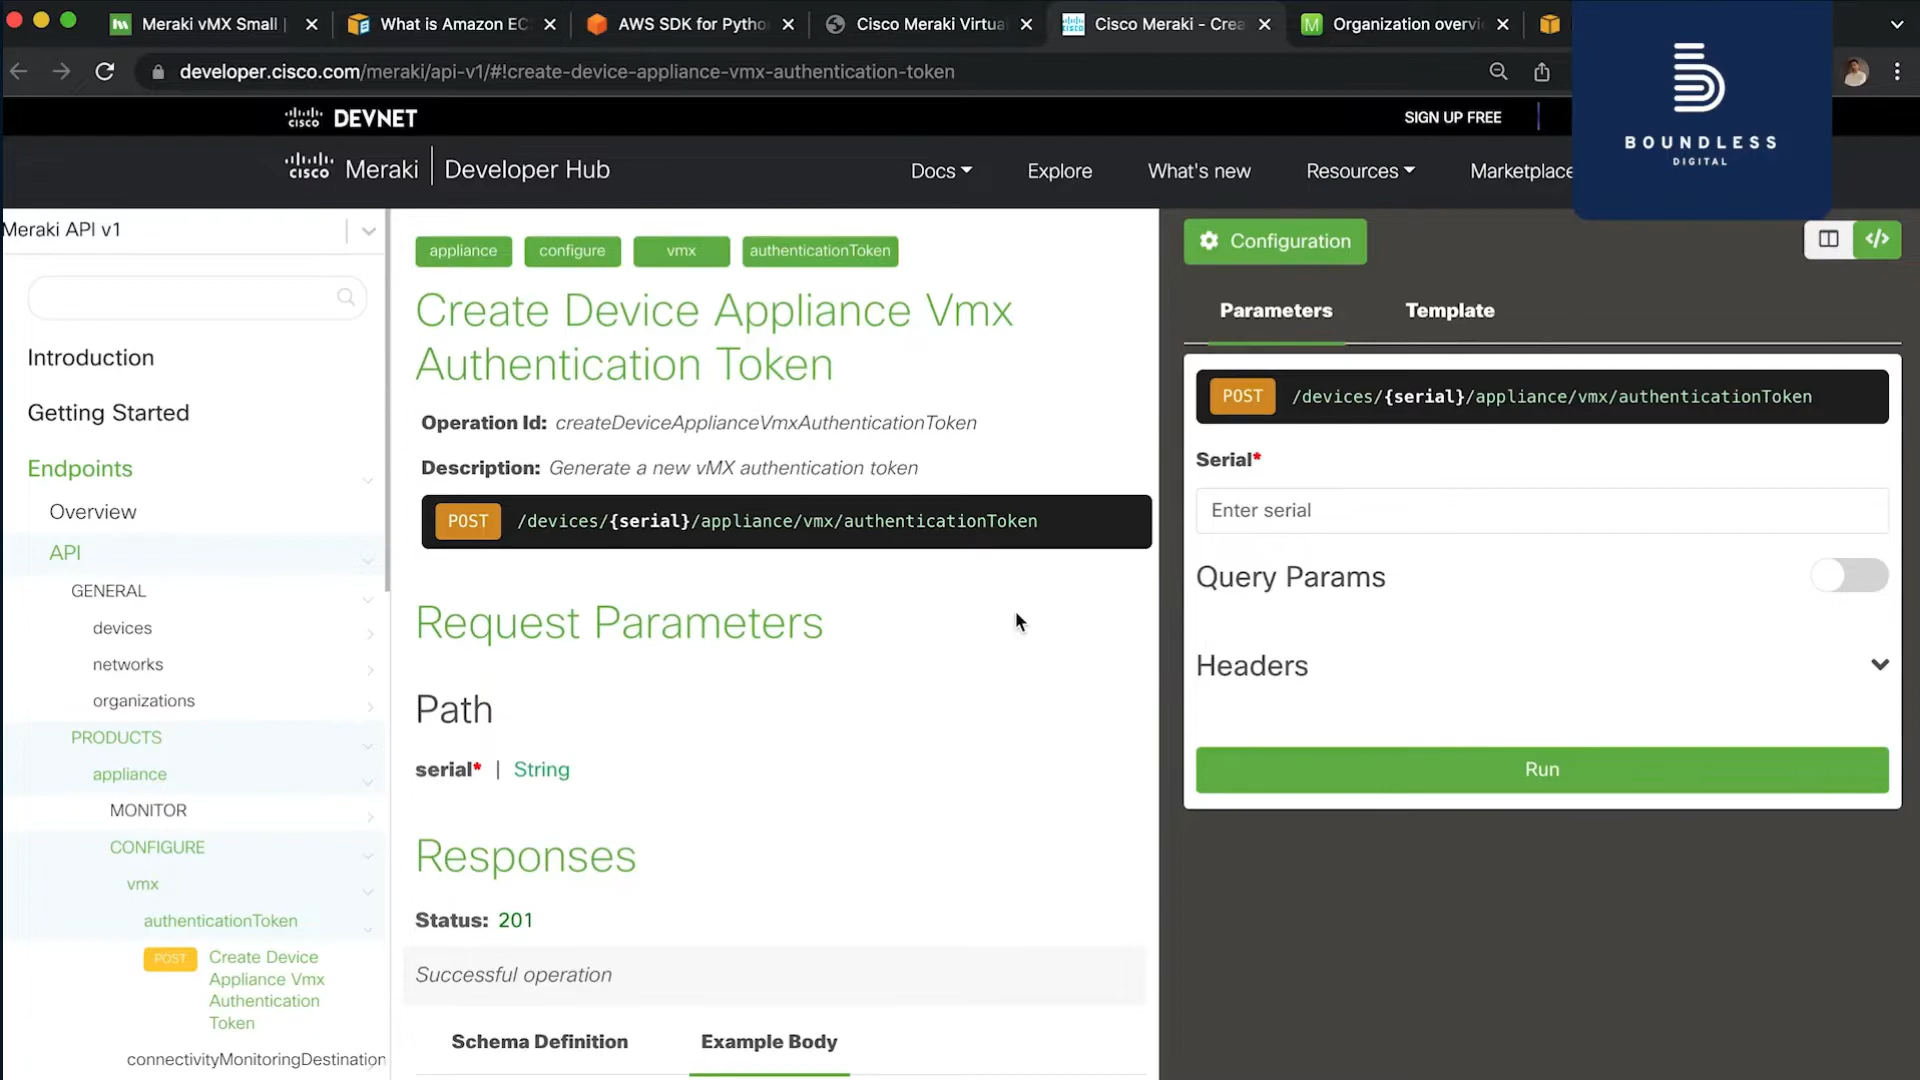 Meraki vMX Small
What is Amazon EC
AWS SDK for Pytho
Cisco Meraki Virtua
Cisco Meraki - Crea
Organization overvi
developer.cisco.com/meraki/api-v1/#!create-device-appliance-vmx-authentication-token
BOUNDLESS
DIGITAL
CISCO DEVNET
SIGN UP FREE
CISCO Meraki Developer Hub
Docs
Explore
What's new
Resources
Marketplace
Meraki API v1
Introduction
Getting Started
Endpoints
Overview
API
GENERAL
devices
networks
organizations
PRODUCTS
appliance
MONITOR
CONFIGURE
vmx
authenticationToken
POST Create Device
Appliance Vmx
Authentication
Token
connectivityMonitoringDestination
appliance configure vmx authenticationToken
Create Device Appliance Vmx
Authentication Token
Operation Id: createDeviceApplianceVmxAuthenticationToken
Description: Generate a new vMX authentication token
POST /devices/{serial}/appliance/vmx/authenticationToken
Request Parameters
Path
serial* | String
Responses
Status: 201
Successful operation
Schema Definition Example Body
Configuration
</>
Parameters Template
POST /devices/{serial}/appliance/vmx/authenticationToken
Serial*
Enter serial
Query Params
Headers
Run